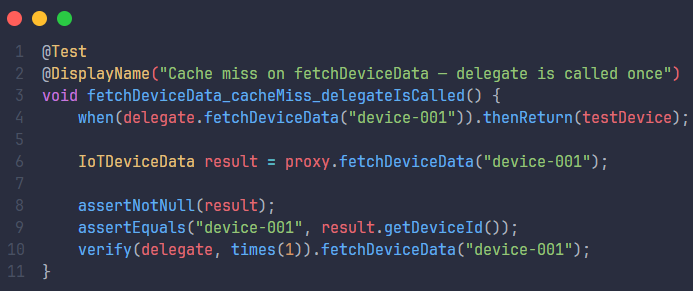 1 @Test
2 @DisplayName("Cache miss on fetchDeviceData — delegate is called once")
3 void fetchDeviceData_cacheMiss_delegateIsCalled() {
4     when(delegate.fetchDeviceData("device-001")).thenReturn(testDevice);
5
6     IoTDeviceData result = proxy.fetchDeviceData("device-001");
7
8     assertNotNull(result);
9     assertEquals("device-001", result.getDeviceId());
10     verify(delegate, times(1)).fetchDeviceData("device-001");
11 }